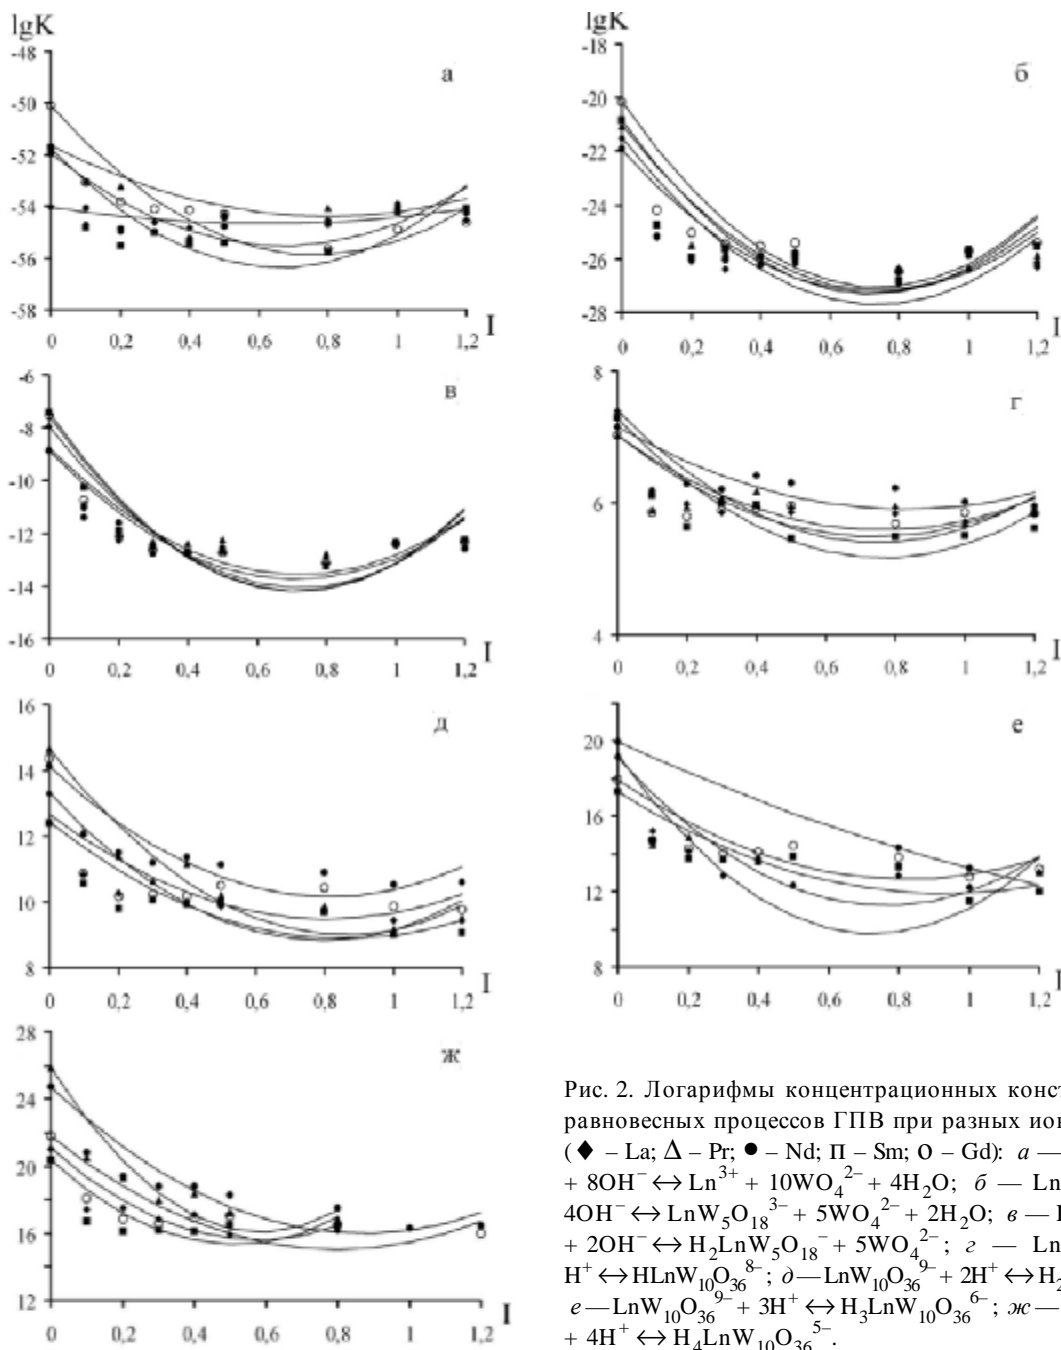 lgK
а
-48
-50
-52
-54
-56
-58
0 0,2 0,4 0,6 0,8 1 1,2 I
lgK
б
-18
-20
-22
-24
-26
-28
0 0,2 0,4 0,6 0,8 1 1,2 I
в
-6
-8
-10
-12
-14
-16
0 0,2 0,4 0,6 0,8 1 1,2 I
г
8
6
4
0 0,2 0,4 0,6 0,8 1 1,2 I
д
16
14
12
10
8
0 0,2 0,4 0,6 0,8 1 1,2 I
е
20
16
12
8
0 0,2 0,4 0,6 0,8 1 1,2 I
ж
28
24
20
16
12
0 0,2 0,4 0,6 0,8 1 1,2 I
Рис. 2. Логарифмы концентрационных конст
равновесных процессов ГПВ при разных ион
(♦ – La; Δ – Pr; ● – Nd; П – Sm; О – Gd): а —
+ 8OH⁻ ↔ Ln³⁺ + 10WO₄²⁻ + 4H₂O; б — Ln
4OH⁻ ↔ LnW₅O₁₈³⁻ + 5WO₄²⁻ + 2H₂O; в —
+ 2OH⁻ ↔ H₂LnW₅O₁₈⁻ + 5WO₄²⁻; г — Ln
H⁺ ↔ HLnW₁₀O₃₆⁸⁻; д — LnW₁₀O₃₆⁹⁻ + 2H⁺ ↔ H₂
е — LnW₁₀O₃₆⁹⁻ + 3H⁺ ↔ H₃LnW₁₀O₃₆⁶⁻; ж —
+ 4H⁺ ↔ H₄LnW₁₀O₃₆⁵⁻.